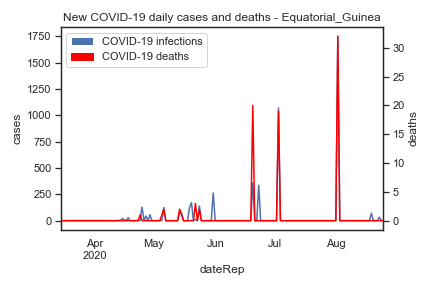 New COVID-19 daily cases and deaths - Equatorial_Guinea
COVID-19 infections
COVID-19 deaths
cases
1750
1500
1250
1000
750
500
250
0
deaths
30
25
20
15
10
5
0
Apr
2020
May
Jun
Jul
Aug
dateRep